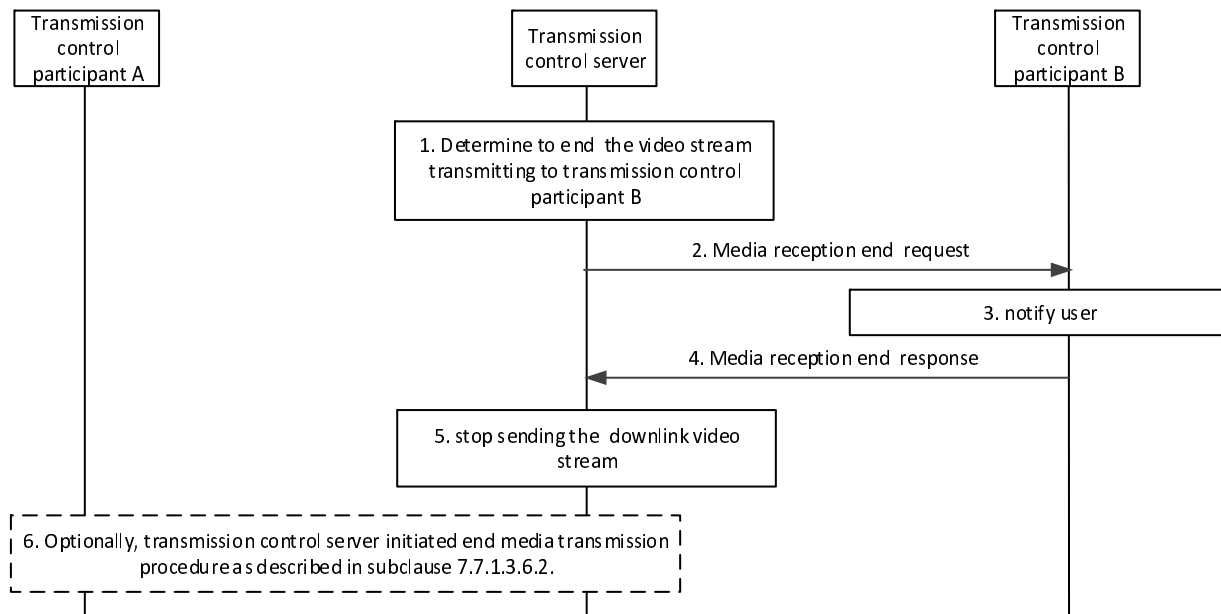 Transmission
control
participant A
Transmission
control server
Transmission
control
participant B
1. Determine to end the video stream
transmitting to transmission control
participant B
2. Media reception end request
3. notify user
4. Media reception end response
5. stop sending the downlink video
stream
6. Optionally, transmission control server initiated end media transmission
procedure as described in subclause 7.7.1.3.6.2.